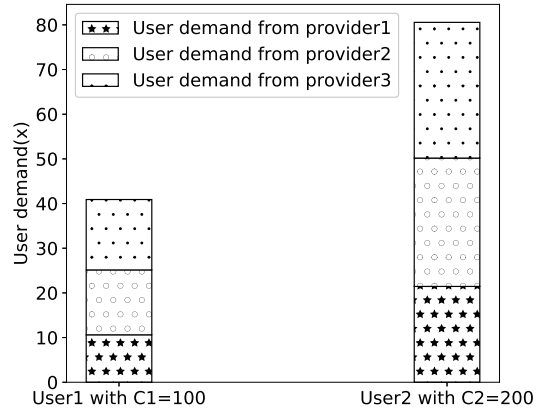 User demand from provider1
User demand from provider2
User demand from provider3
User demand(x)
80
70
60
50
40
30
20
10
0
User1 with C1=100
User2 with C2=200